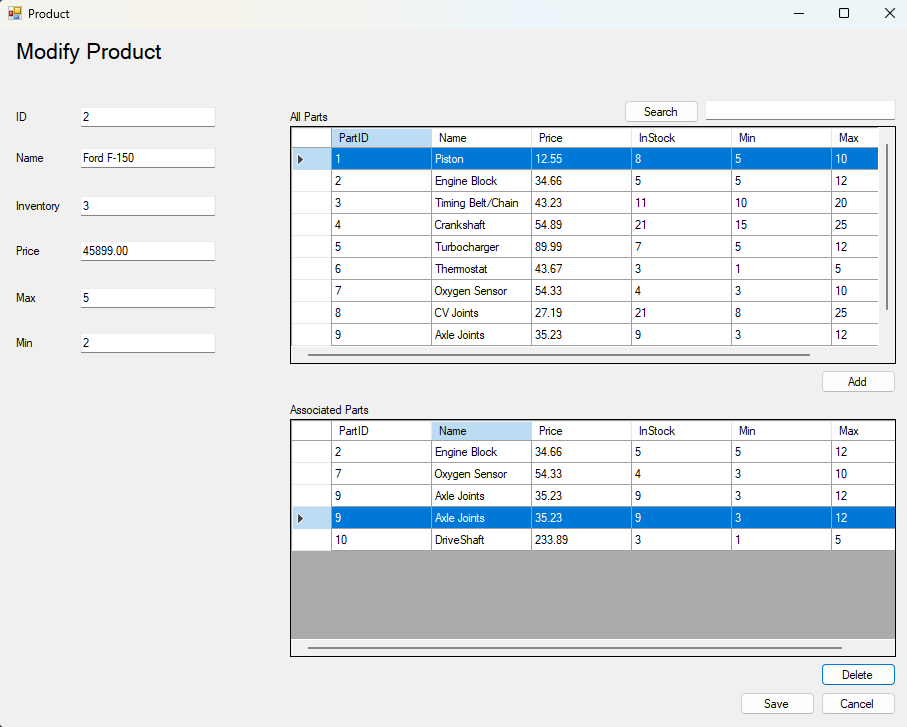 Product
Modify Product
ID 2
Name Ford F-150
Inventory 3
Price 45899.00
Max 5
Min 2
All Parts Search
PartID Name Price InStock Min Max
1 Piston 12.55 8 5 10
2 Engine Block 34.66 5 5 12
3 Timing Belt/Chain 43.23 11 10 20
4 Crankshaft 54.89 21 15 25
5 Turbocharger 89.99 7 5 12
6 Thermostat 43.67 3 1 5
7 Oxygen Sensor 54.33 4 3 10
8 CV Joints 27.19 21 8 25
9 Axle Joints 35.23 9 3 12
Add
Associated Parts
PartID Name Price InStock Min Max
2 Engine Block 34.66 5 5 12
7 Oxygen Sensor 54.33 4 3 10
9 Axle Joints 35.23 9 3 12
9 Axle Joints 35.23 9 3 12
10 DriveShaft 233.89 3 1 5
Delete
Save Cancel